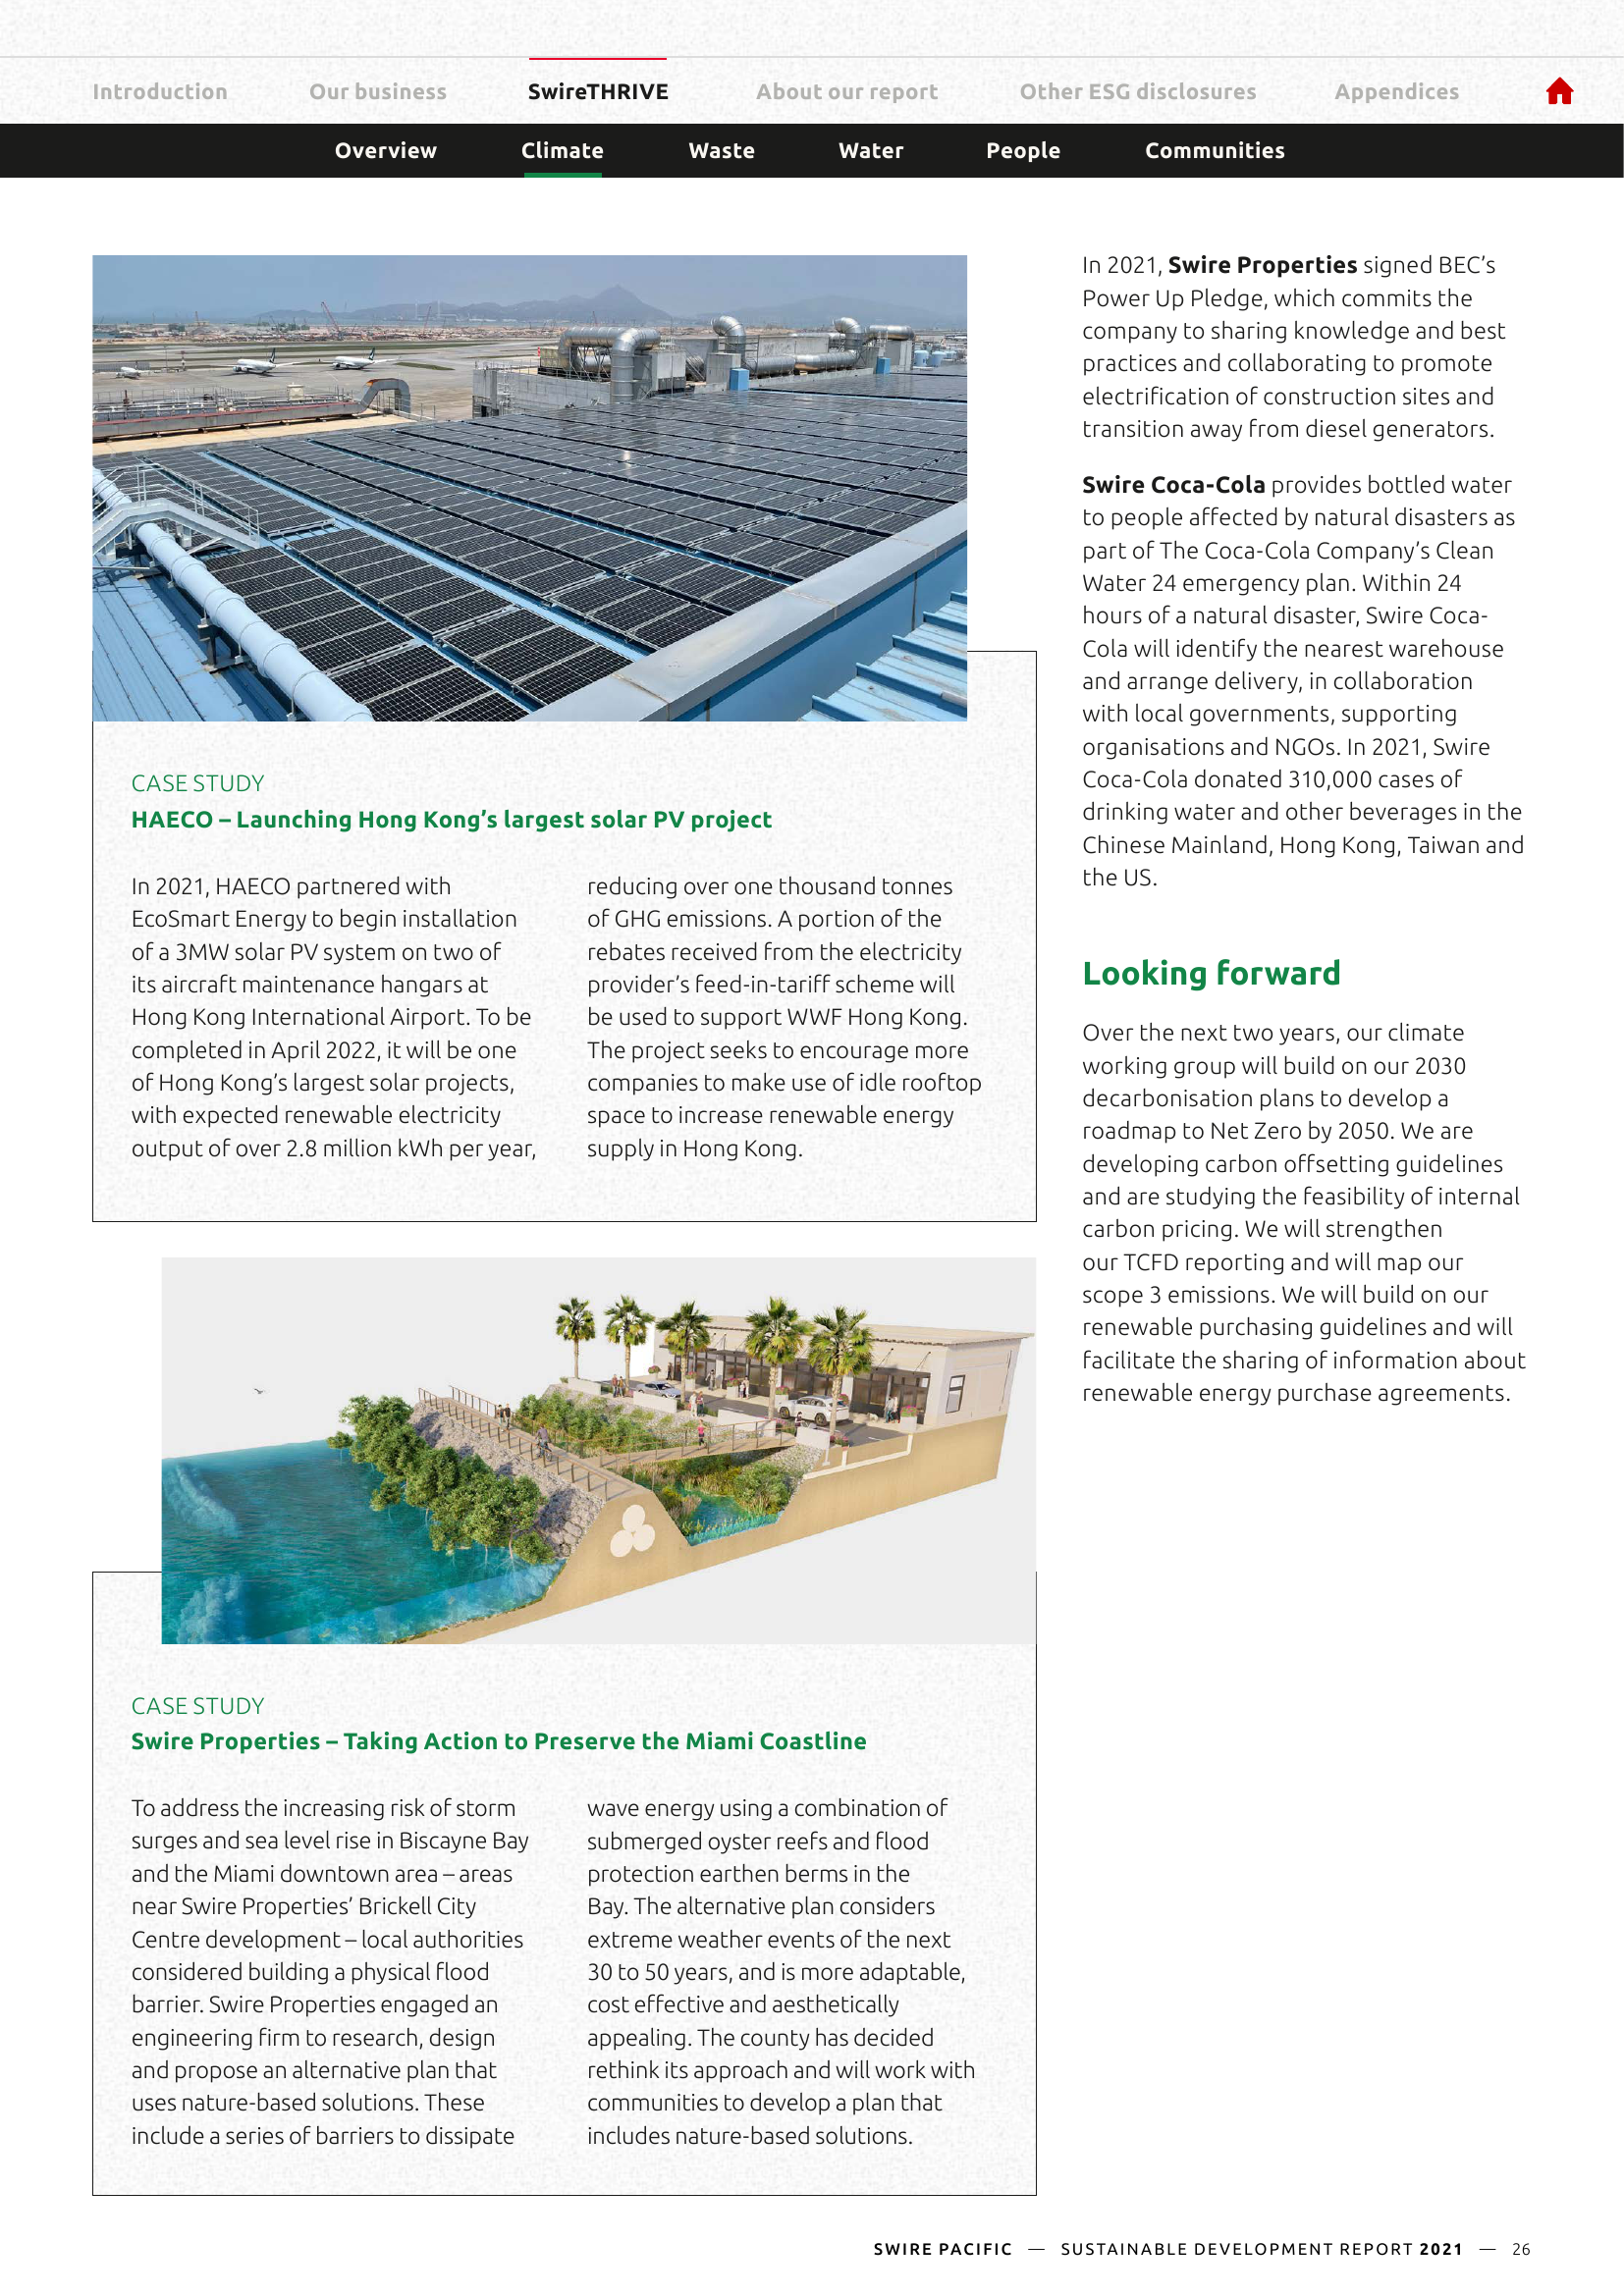 Introduction
Our business
SwireTHRIVE
About our report
Other ESG disclosures
Appendices
Overview
Climate
Waste
Water
People
Communities
CASE STUDY
HAECO – Launching Hong Kong’s largest solar PV project
In 2021, HAECO partnered with
EcoSmart Energy to begin installation
of a 3MW solar PV system on two of
its aircraft maintenance hangars at
Hong Kong International Airport. To be
completed in April 2022, it will be one
of Hong Kong’s largest solar projects,
with expected renewable electricity
output of over 2.8 million kWh per year,
reducing over one thousand tonnes
of GHG emissions. A portion of the
rebates received from the electricity
provider’s feed-in-tariff scheme will
be used to support WWF Hong Kong.
The project seeks to encourage more
companies to make use of idle rooftop
space to increase renewable energy
supply in Hong Kong.
CASE STUDY
Swire Properties – Taking Action to Preserve the Miami Coastline
To address the increasing risk of storm
surges and sea level rise in Biscayne Bay
and the Miami downtown area – areas
near Swire Properties’ Brickell City
Centre development – local authorities
considered building a physical flood
barrier. Swire Properties engaged an
engineering firm to research, design
and propose an alternative plan that
uses nature-based solutions. These
include a series of barriers to dissipate
wave energy using a combination of
submerged oyster reefs and flood
protection earthen berms in the
Bay. The alternative plan considers
extreme weather events of the next
30 to 50 years, and is more adaptable,
cost effective and aesthetically
appealing. The county has decided
rethink its approach and will work with
communities to develop a plan that
includes nature-based solutions.
In 2021, Swire Properties signed BEC’s
Power Up Pledge, which commits the
company to sharing knowledge and best
practices and collaborating to promote
electrification of construction sites and
transition away from diesel generators.
Swire Coca-Cola provides bottled water
to people affected by natural disasters as
part of The Coca-Cola Company’s Clean
Water 24 emergency plan. Within 24
hours of a natural disaster, Swire Coca-
Cola will identify the nearest warehouse
and arrange delivery, in collaboration
with local governments, supporting
organisations and NGOs. In 2021, Swire
Coca-Cola donated 310,000 cases of
drinking water and other beverages in the
Chinese Mainland, Hong Kong, Taiwan and
the US.
Looking forward
Over the next two years, our climate
working group will build on our 2030
decarbonisation plans to develop a
roadmap to Net Zero by 2050. We are
developing carbon offsetting guidelines
and are studying the feasibility of internal
carbon pricing. We will strengthen
our TCFD reporting and will map our
scope 3 emissions. We will build on our
renewable purchasing guidelines and will
facilitate the sharing of information about
renewable energy purchase agreements.
SWIRE PACIFIC — SUSTAINABLE DEVELOPMENT REPORT 2021 — 26